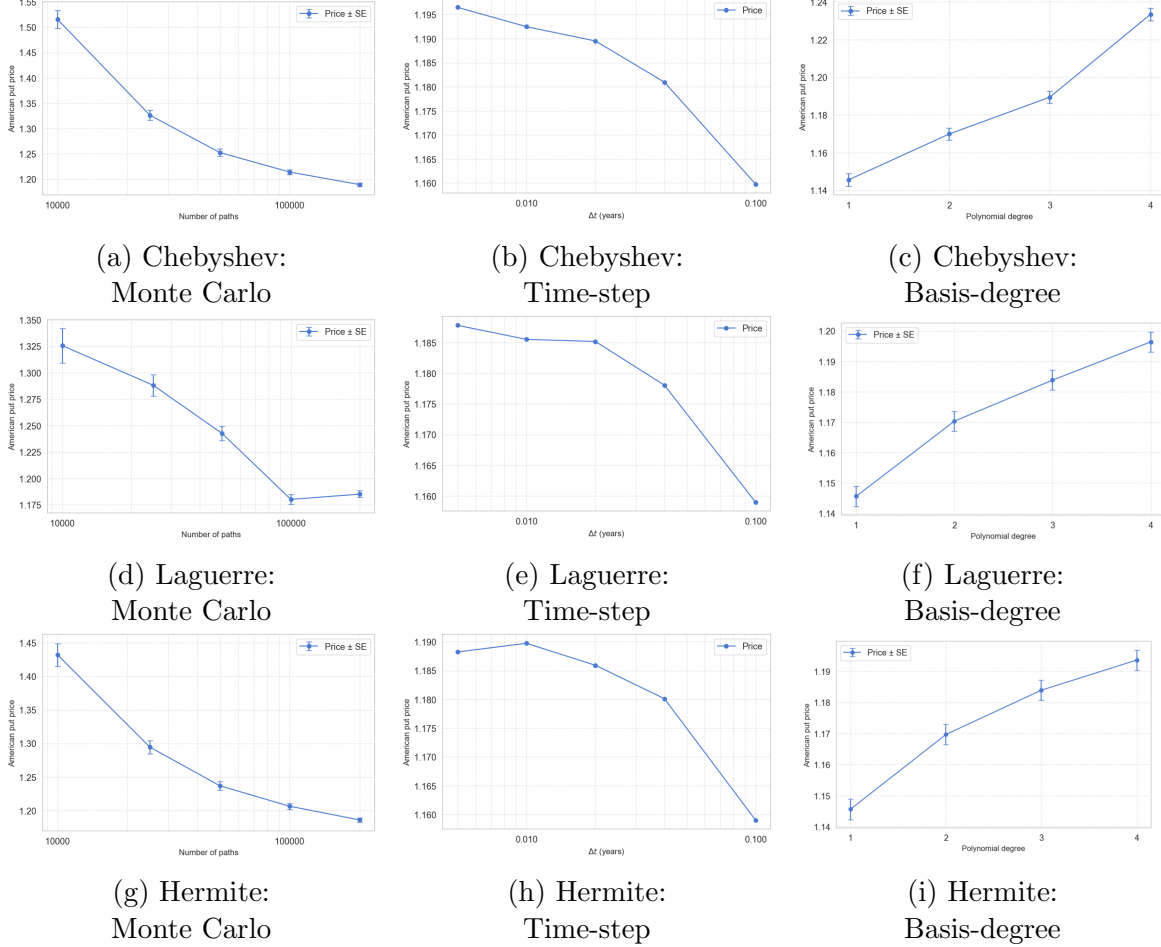 1.55
1.50
1.45
1.40
1.35
1.30
1.25
1.20
American put price
Price ± SE
10000
100000
Number of paths
1.195
1.190
1.185
1.180
1.175
1.170
1.165
1.160
American put price
Price
0.010
0.100
Δt (years)
1.24
1.22
1.20
1.18
1.16
1.14
American put price
Price ± SE
1
2
3
4
Polynomial degree
(a) Chebyshev:
Monte Carlo
(b) Chebyshev:
Time-step
(c) Chebyshev:
Basis-degree
1.350
1.325
1.300
1.275
1.250
1.225
1.200
1.175
American put price
Price ± SE
10000
100000
Number of paths
1.185
1.180
1.175
1.170
1.165
1.160
American put price
Price
0.010
0.100
Δt (years)
1.20
1.19
1.18
1.17
1.16
1.15
1.14
American put price
Price ± SE
1
2
3
4
Polynomial degree
(d) Laguerre:
Monte Carlo
(e) Laguerre:
Time-step
(f) Laguerre:
Basis-degree
1.45
1.40
1.35
1.30
1.25
1.20
American put price
Price ± SE
10000
100000
Number of paths
1.190
1.185
1.180
1.175
1.170
1.165
1.160
American put price
Price
0.010
0.100
Δt (years)
1.19
1.18
1.17
1.16
1.15
1.14
American put price
Price ± SE
1
2
3
4
Polynomial degree
(g) Hermite:
Monte Carlo
(h) Hermite:
Time-step
(i) Hermite:
Basis-degree